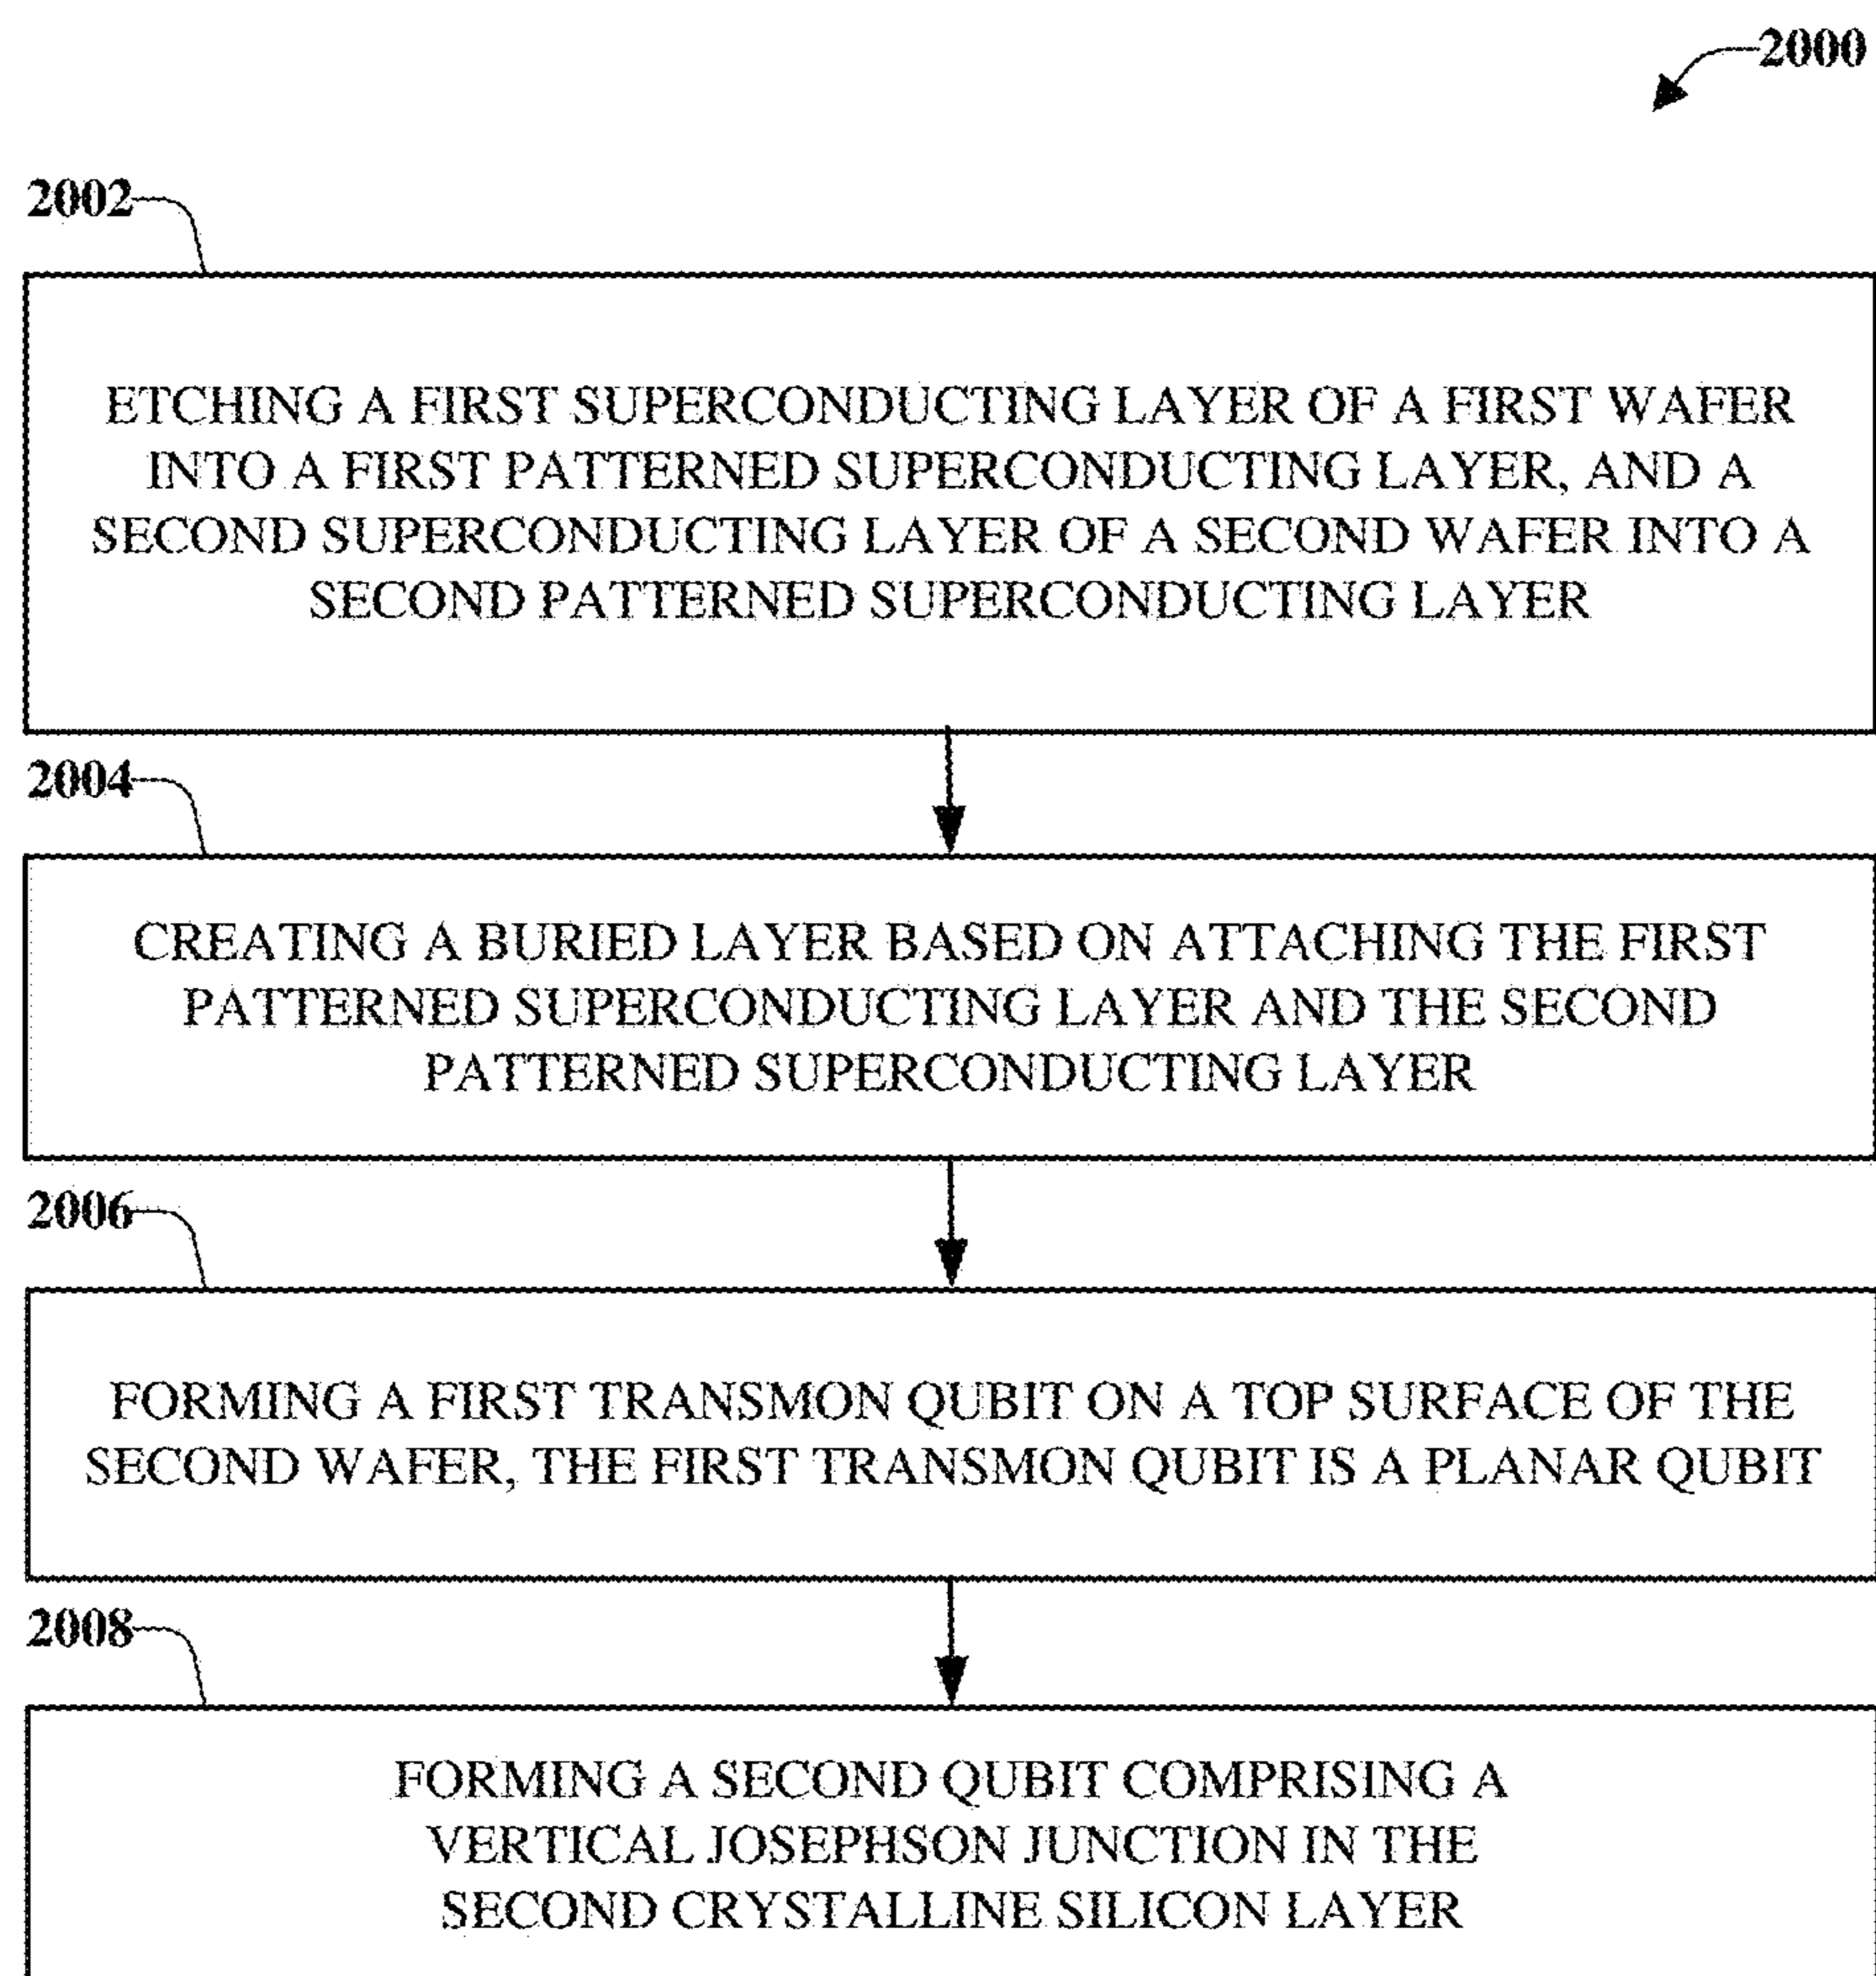 2000
2002
ETCHING A FIRST SUPERCONDUCTING LAYER OF A FIRST WAFER
INTO A FIRST PATTERNED SUPERCONDUCTING LAYER, AND A
SECOND SUPERCONDUCTING LAYER OF A SECOND WAFER INTO A
SECOND PATTERNED SUPERCONDUCTING LAYER
2004
CREATING A BURIED LAYER BASED ON ATTACHING THE FIRST
PATTERNED SUPERCONDUCTING LAYER AND THE SECOND
PATTERNED SUPERCONDUCTING LAYER
2006
FORMING A FIRST TRANSMON QUBIT ON A TOP SURFACE OF THE
SECOND WAFER, THE FIRST TRANSMON QUBIT IS A PLANAR QUBIT
2008
FORMING A SECOND QUBIT COMPRISING A
VERTICAL JOSEPHSON JUNCTION IN THE
SECOND CRYSTALLINE SILICON LAYER